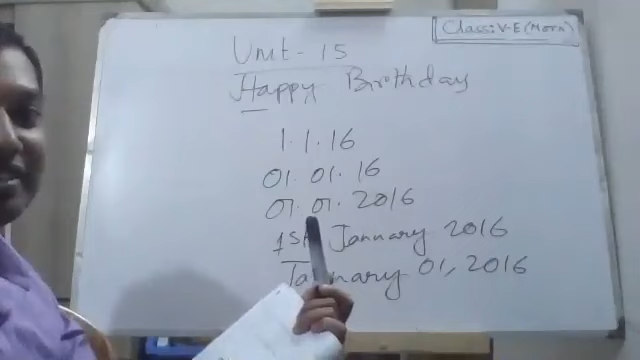 Class: V-E (Morn)
Unit - 15
Happy Birthday
1.1.16
01.01.16
01.01.2016
1st January 2016
January 01, 2016